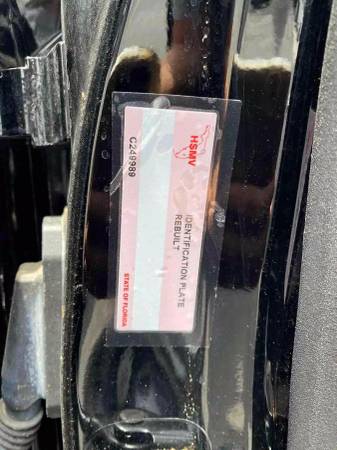 HSMV
IDENTIFICATION PLATE
REBUILT
C249989
STATE OF FLORIDA